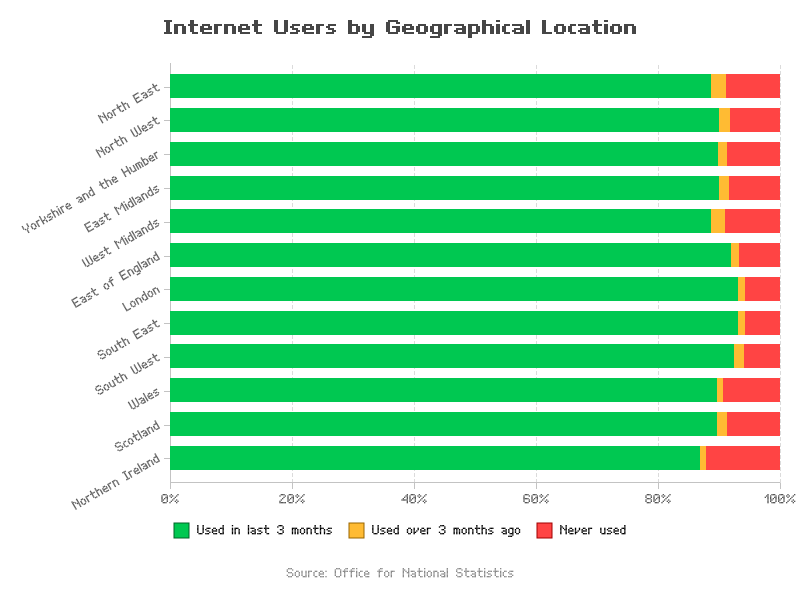 Internet Users by Geographical Location
North East
North West
Yorkshire and the Humber
East Midlands
West Midlands
East of England
London
South East
South West
Wales
Scotland
Northern Ireland
0% 20% 40% 60% 80% 100%
Used in last 3 months Used over 3 months ago Never used
Source: Office for National Statistics